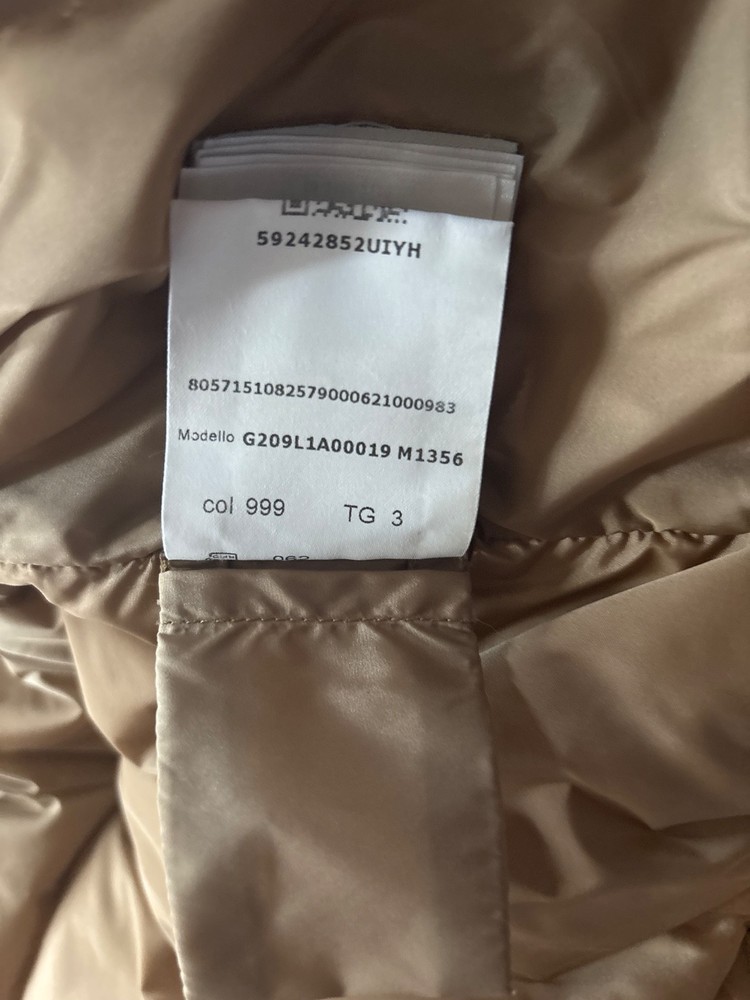 59242852UIYH
8057151082579000621000983
Modello G209L1A00019 M1356
col 999 TG 3